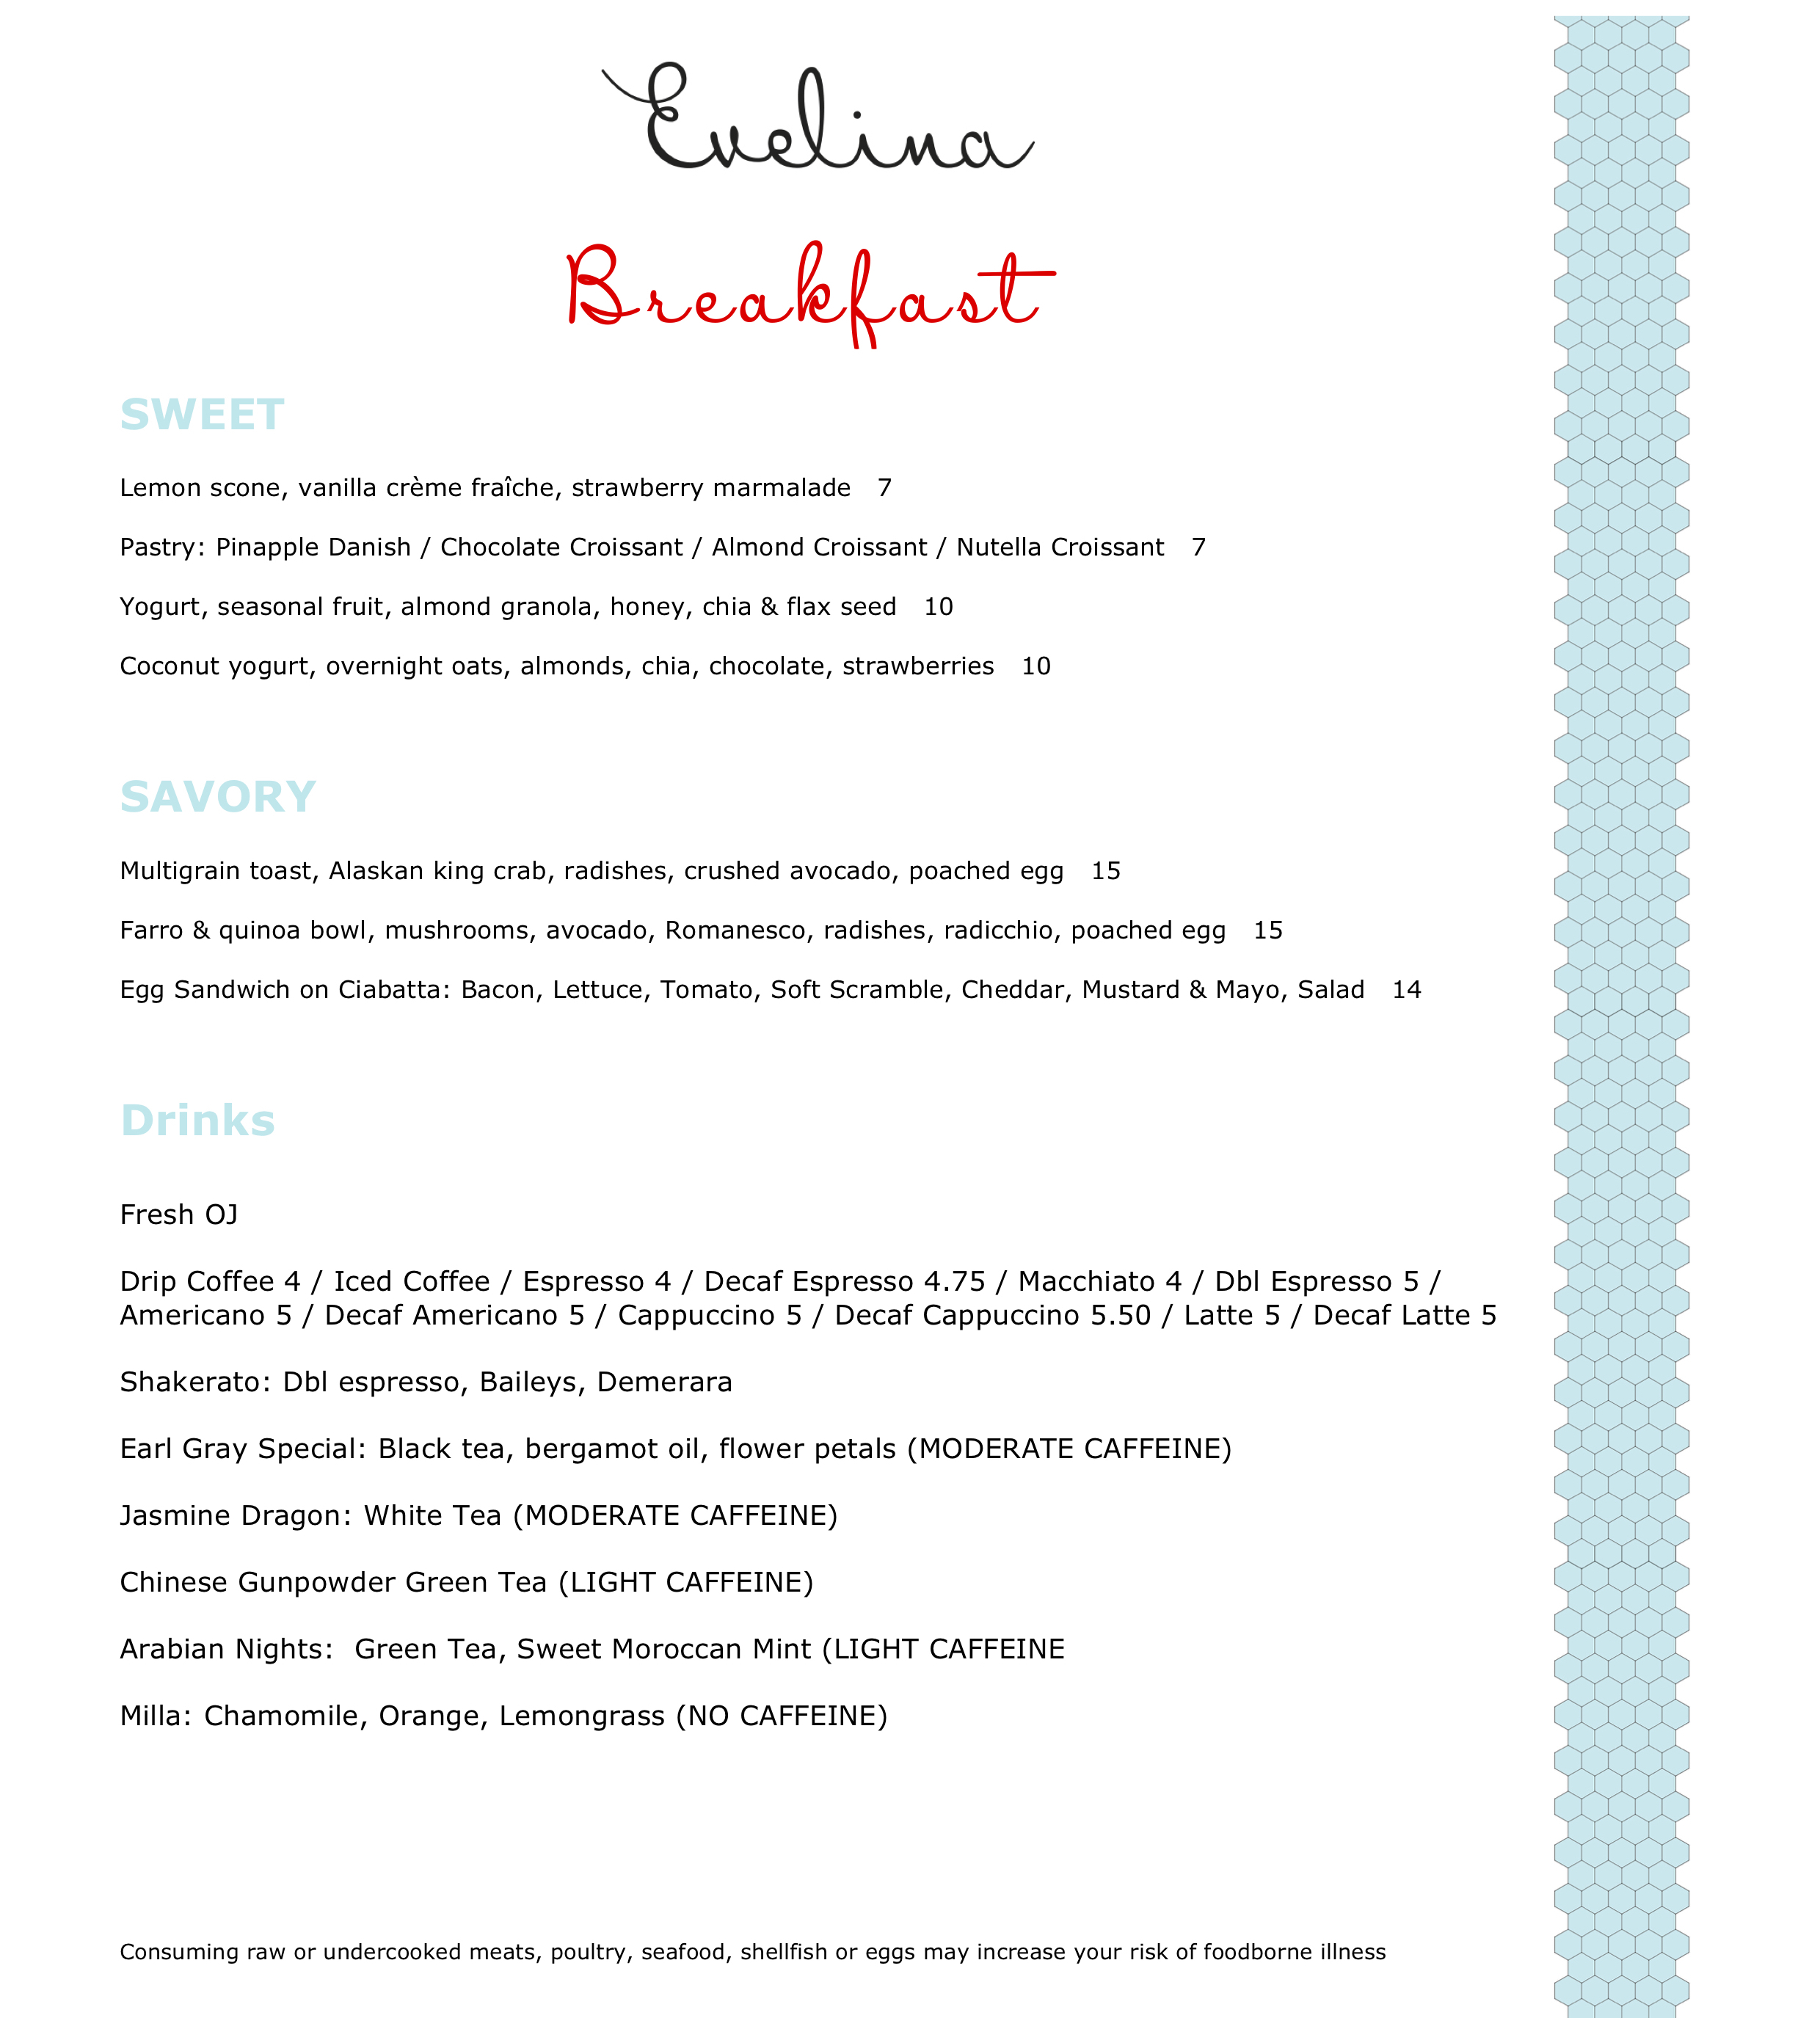 Evelina
Breakfast
SWEET
Lemon scone, vanilla crème fraîche, strawberry marmalade 7
Pastry: Pinapple Danish / Chocolate Croissant / Almond Croissant / Nutella Croissant 7
Yogurt, seasonal fruit, almond granola, honey, chia & flax seed 10
Coconut yogurt, overnight oats, almonds, chia, chocolate, strawberries 10
SAVORY
Multigrain toast, Alaskan king crab, radishes, crushed avocado, poached egg 15
Farro & quinoa bowl, mushrooms, avocado, Romanesco, radishes, radicchio, poached egg 15
Egg Sandwich on Ciabatta: Bacon, Lettuce, Tomato, Soft Scramble, Cheddar, Mustard & Mayo, Salad 14
Drinks
Fresh OJ
Drip Coffee 4 / Iced Coffee / Espresso 4 / Decaf Espresso 4.75 / Macchiato 4 / Dbl Espresso 5 /
Americano 5 / Decaf Americano 5 / Cappuccino 5 / Decaf Cappuccino 5.50 / Latte 5 / Decaf Latte 5
Shakerato: Dbl espresso, Baileys, Demerara
Earl Gray Special: Black tea, bergamot oil, flower petals (MODERATE CAFFEINE)
Jasmine Dragon: White Tea (MODERATE CAFFEINE)
Chinese Gunpowder Green Tea (LIGHT CAFFEINE)
Arabian Nights: Green Tea, Sweet Moroccan Mint (LIGHT CAFFEINE
Milla: Chamomile, Orange, Lemongrass (NO CAFFEINE)
Consuming raw or undercooked meats, poultry, seafood, shellfish or eggs may increase your risk of foodborne illness